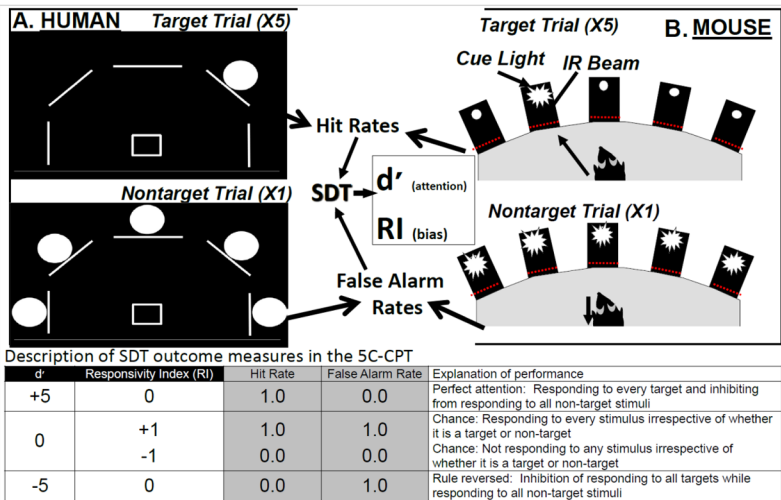 A. HUMAN Target Trial (X5)
Target Trial (X5) B. MOUSE
Cue Light IR Beam
Hit Rates
SDT
d′ (attention)
RI (bias)
Nontarget Trial (X1)
Nontarget Trial (X1)
False Alarm
Rates
Description of SDT outcome measures in the 5C-CPT
d′ Responsivity Index (RI) Hit Rate False Alarm Rate Explanation of performance
+5 0 1.0 0.0 Perfect attention: Responding to every target and inhibiting
from responding to all non-target stimuli
0 +1 1.0 1.0 Chance: Responding to every stimulus irrespective of whether
it is a target or non-target
-1 0.0 0.0 Chance: Not responding to any stimulus irrespective of
whether it is a target or non-target
-5 0 0.0 1.0 Rule reversed: Inhibition of responding to all targets while
responding to all non-target stimuli